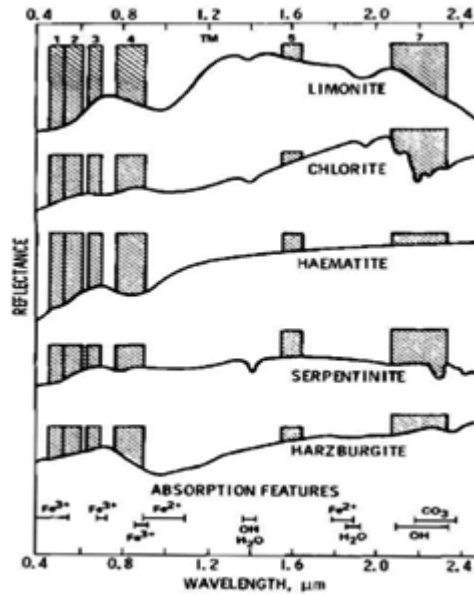 0.4 0.8 1.2 1.6 2.0 2.4
1 2 3 4 TM 5 7
LIMONITE
CHLORITE
HAEMATITE
SERPENTINITE
HARZBURGITE
REFLECTANCE
ABSORPTION FEATURES
Fe3+ Fe3+ Fe2+ Fe2+ CO3
Fe3+ OH H2O OH
H2O
0.4 0.8 1.2 1.6 2.0 2.4
WAVELENGTH, μm